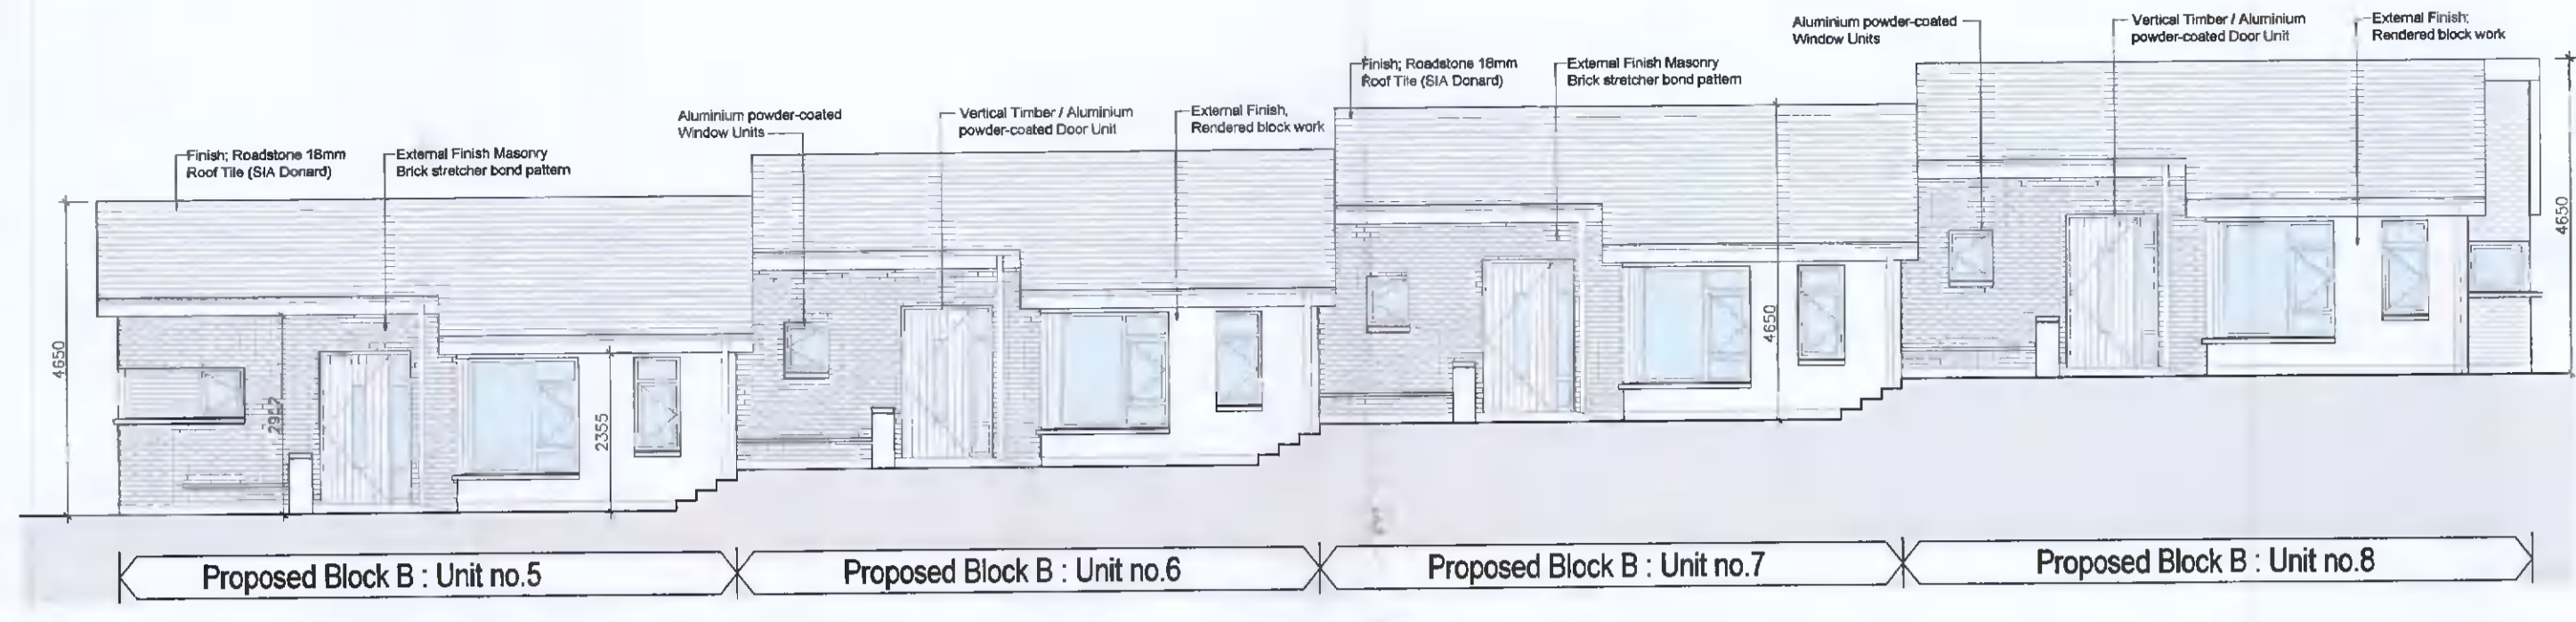 Finish; Roadstone 18mm
Roof Tile (SIA Donard)
External Finish Masonry
Brick stretcher bond pattern
Aluminium powder-coated
Window Units
Vertical Timber / Aluminium
powder-coated Door Unit
External Finish,
Rendered block work
Finish; Roadstone 18mm
Roof Tile (SIA Donard)
External Finish Masonry
Brick stretcher bond pattern
Aluminium powder-coated
Window Units
Vertical Timber / Aluminium
powder-coated Door Unit
External Finish;
Rendered block work
4650
2355
4650
4650
Proposed Block B : Unit no.5
Proposed Block B : Unit no.6
Proposed Block B : Unit no.7
Proposed Block B : Unit no.8